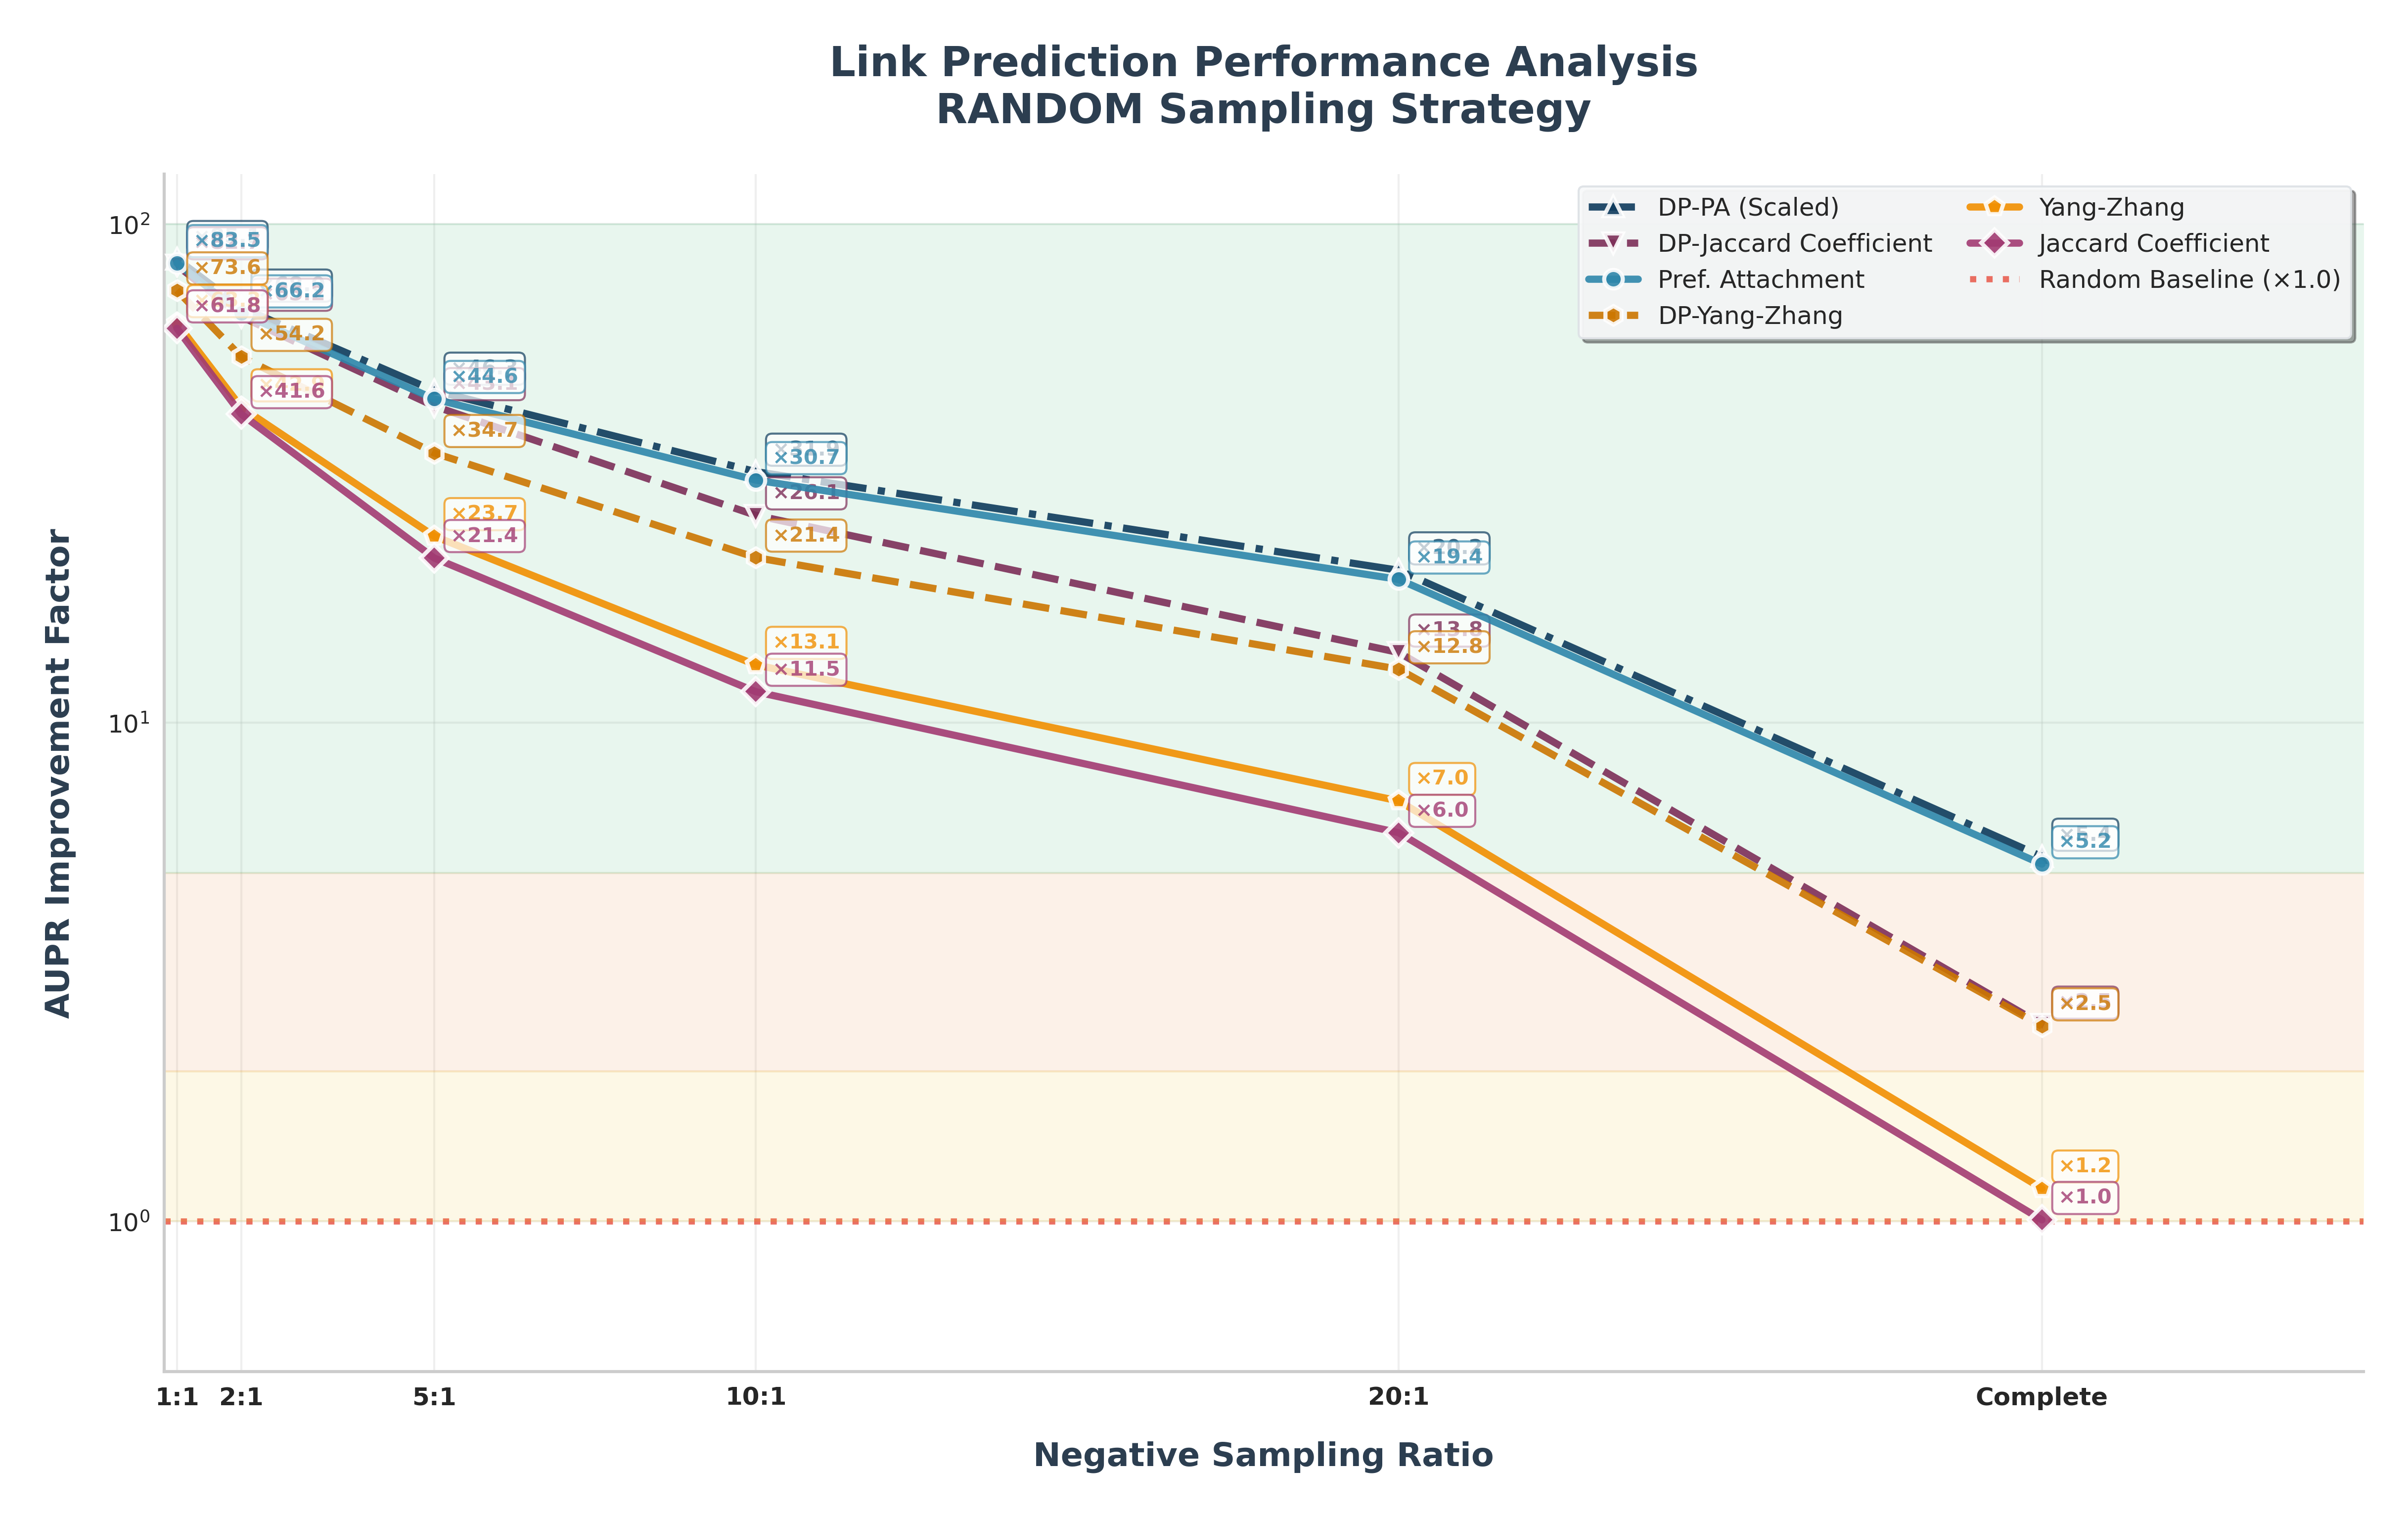 Link Prediction Performance Analysis
RANDOM Sampling Strategy
DP-PA (Scaled)
DP-Jaccard Coefficient
Pref. Attachment
DP-Yang-Zhang
Yang-Zhang
Jaccard Coefficient
Random Baseline (×1.0)
AUPR Improvement Factor
10²
10¹
10⁰
×83.5
×73.6
×61.8
×66.2
×54.2
×41.6
×44.6
×34.7
×23.7
×21.4
×30.7
×26.1
×21.4
×13.1
×11.5
×19.4
×13.8
×12.8
×7.0
×6.0
×5.2
×2.5
×1.2
×1.0
1:1 2:1 5:1 10:1 20:1 Complete
Negative Sampling Ratio